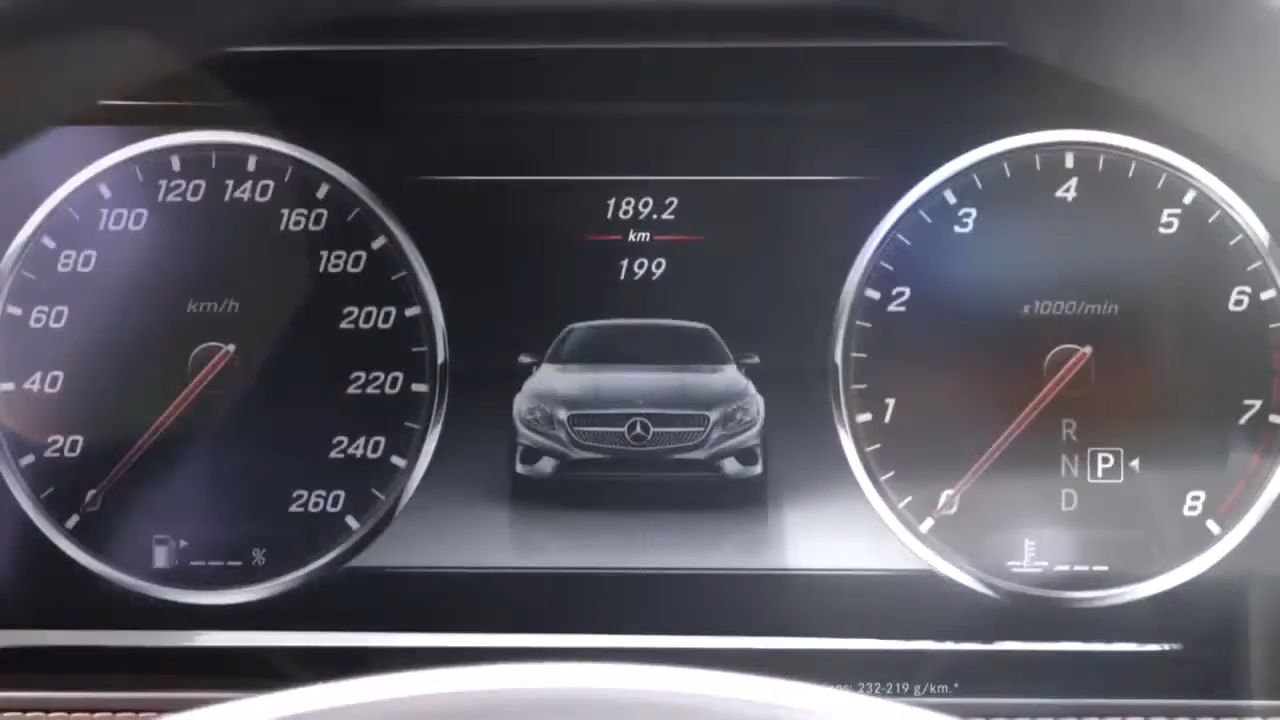 189.2
km
199
120 140
100 160
80 180
60 km/h 200
40 220
20 240
0 260
%
4
3 5
2 x1000/min 6
1 7
R
N P
D
0 8
232-219 g/km.*